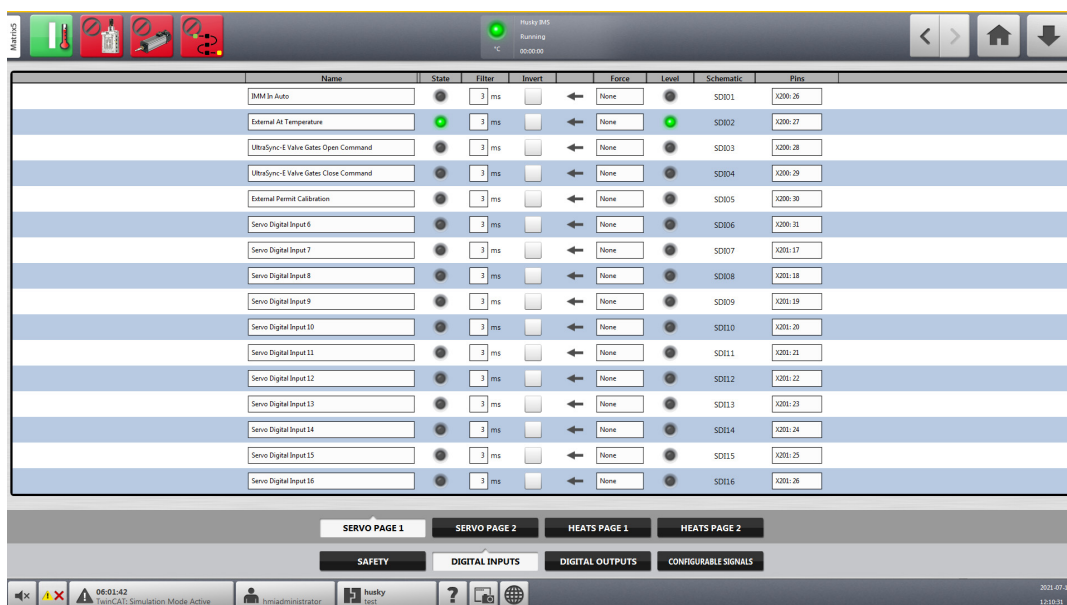 Matrix5
Husky IMS
Running
°C 00:00:00
Name State Filter Invert Force Level Schematic Pins
IMM In Auto 3 ms None SDI01 X200: 26
External At Temperature 3 ms None SDI02 X200: 27
UltraSync-E Valve Gates Open Command 3 ms None SDI03 X200: 28
UltraSync-E Valve Gates Close Command 3 ms None SDI04 X200: 29
External Permit Calibration 3 ms None SDI05 X200: 30
Servo Digital Input 6 3 ms None SDI06 X200: 31
Servo Digital Input 7 3 ms None SDI07 X201: 17
Servo Digital Input 8 3 ms None SDI08 X201: 18
Servo Digital Input 9 3 ms None SDI09 X201: 19
Servo Digital Input 10 3 ms None SDI10 X201: 20
Servo Digital Input 11 3 ms None SDI11 X201: 21
Servo Digital Input 12 3 ms None SDI12 X201: 22
Servo Digital Input 13 3 ms None SDI13 X201: 23
Servo Digital Input 14 3 ms None SDI14 X201: 24
Servo Digital Input 15 3 ms None SDI15 X201: 25
Servo Digital Input 16 3 ms None SDI16 X201: 26
SERVO PAGE 1 SERVO PAGE 2 HEATS PAGE 1 HEATS PAGE 2
SAFETY DIGITAL INPUTS DIGITAL OUTPUTS CONFIGURABLE SIGNALS
06:01:42
TwinCAT: Simulation Mode Active
hmiadministrator
husky
test
?
2021-07-
12:10:31